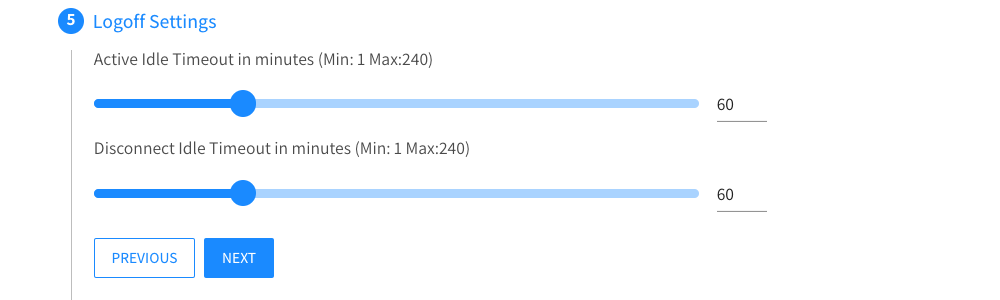 5 Logoff Settings
Active Idle Timeout in minutes (Min: 1 Max:240)
60
Disconnect Idle Timeout in minutes (Min: 1 Max:240)
60
PREVIOUS NEXT